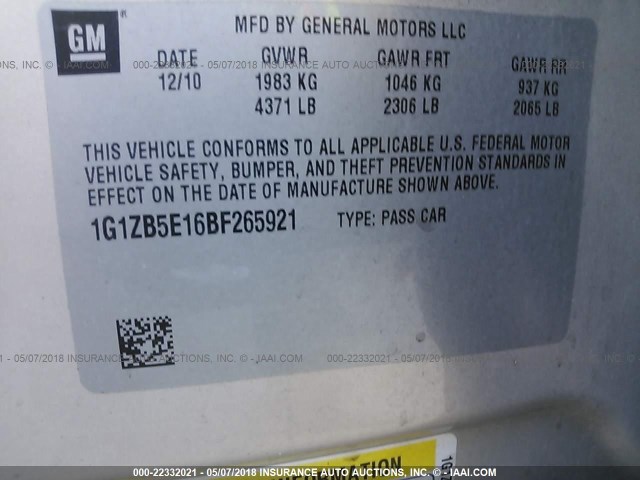 GM
MFD BY GENERAL MOTORS LLC
DATE GVWR GAWR FRT GAWR RR
12/10 1983 KG 1046 KG 937 KG
4371 LB 2306 LB 2065 LB
THIS VEHICLE CONFORMS TO ALL APPLICABLE U.S. FEDERAL MOTOR
VEHICLE SAFETY, BUMPER, AND THEFT PREVENTION STANDARDS IN
EFFECT ON THE DATE OF MANUFACTURE SHOWN ABOVE.
1G1ZB5E16BF265921 TYPE: PASS CAR
000-22332021 - 05/07/2018 INSURANCE AUTO AUCTIONS, INC. - ©IAAI.COM